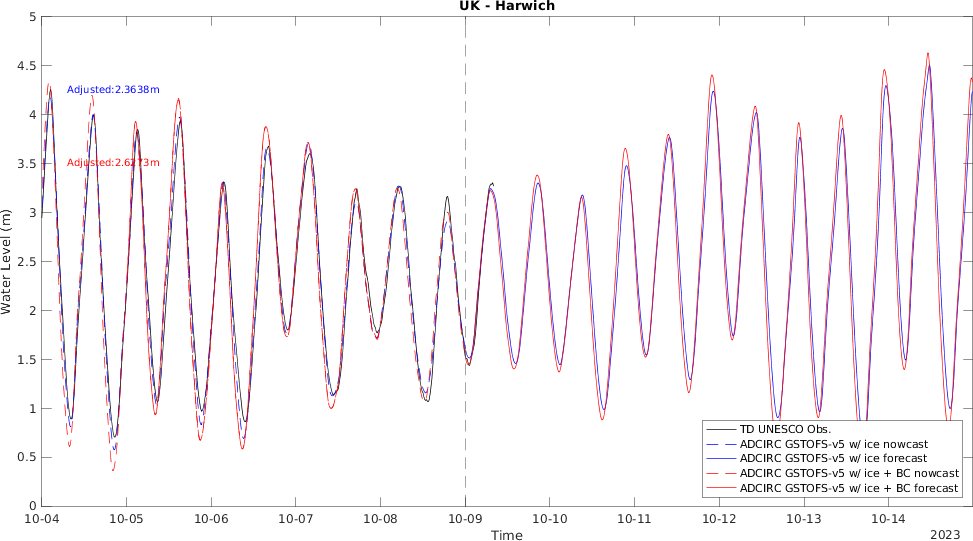 UK - Harwich
5
4.5
4
3.5
3
2.5
2
1.5
1
0.5
0
Water Level (m)
Adjusted:2.3638m
Adjusted:2.6273m
TD UNESCO Obs.
ADCIRC GSTOFS-v5 w/ ice nowcast
ADCIRC GSTOFS-v5 w/ ice forecast
ADCIRC GSTOFS-v5 w/ ice + BC nowcast
ADCIRC GSTOFS-v5 w/ ice + BC forecast
10-04 10-05 10-06 10-07 10-08 10-09 10-10 10-11 10-12 10-13 10-14
Time
2023